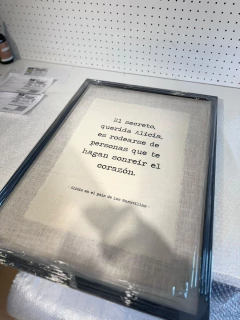 El secreto,
querida Alicia,
es rodearse de
personas que te
hagan sonreír el
corazón.
- Alicia en el país de las Maravillas -